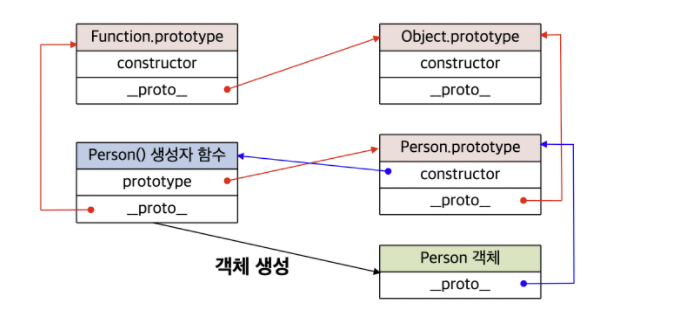 Function.prototype
constructor
__proto__
Object.prototype
constructor
__proto__
Person() 생성자 함수
prototype
__proto__
Person.prototype
constructor
__proto__
객체 생성
Person 객체
__proto__